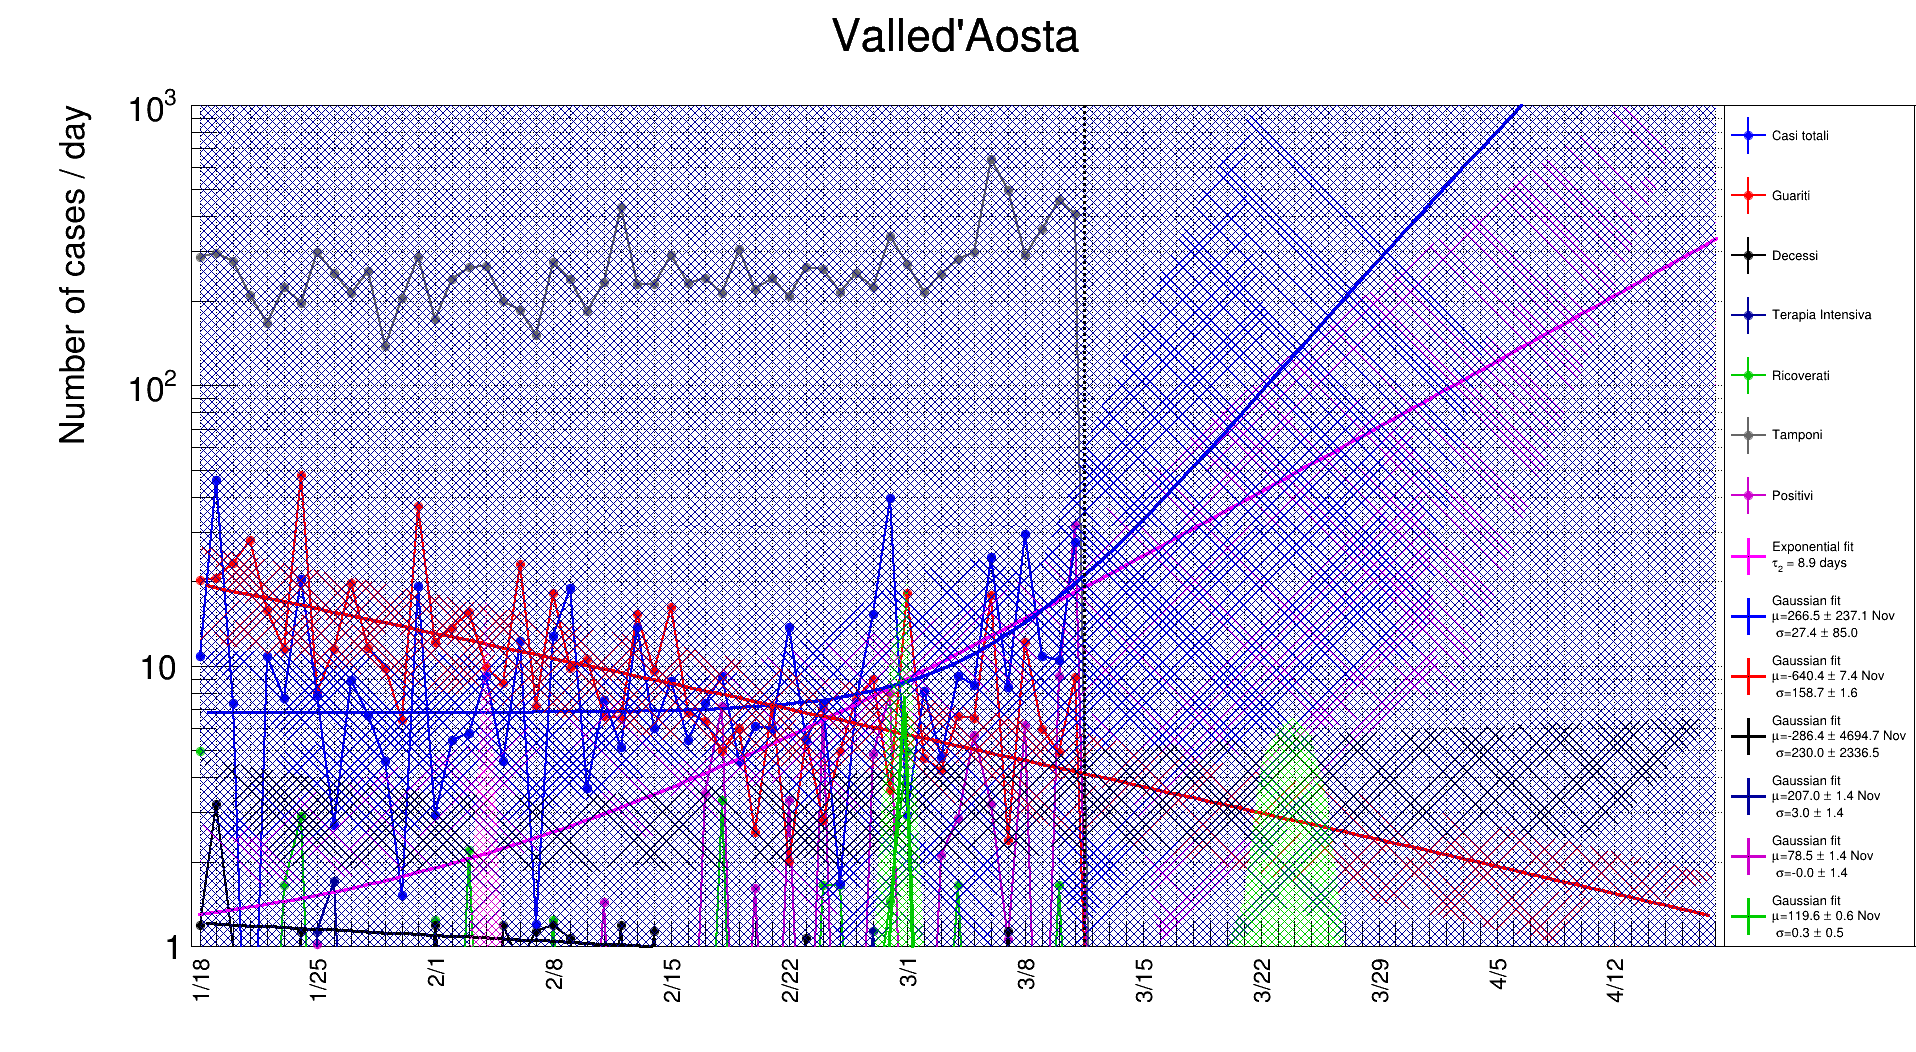 Valled'Aosta
Number of cases / day
10³
10²
10
1
1/18
1/25
2/1
2/8
2/15
2/22
3/1
3/8
3/15
3/22
3/29
4/5
4/12
Casi totali
Guariti
Decessi
Terapia Intensiva
Ricoverati
Tamponi
Positivi
Exponential fit
τ₂ = 8.9 days
Gaussian fit
μ=266.5 ± 237.1 Nov
σ=27.4 ± 85.0
Gaussian fit
μ=-640.4 ± 7.4 Nov
σ=158.7 ± 1.6
Gaussian fit
μ=-286.4 ± 4694.7 Nov
σ=230.0 ± 2336.5
Gaussian fit
μ=207.0 ± 1.4 Nov
σ=3.0 ± 1.4
Gaussian fit
μ=78.5 ± 1.4 Nov
σ=-0.0 ± 1.4
Gaussian fit
μ=119.6 ± 0.6 Nov
σ=0.3 ± 0.5